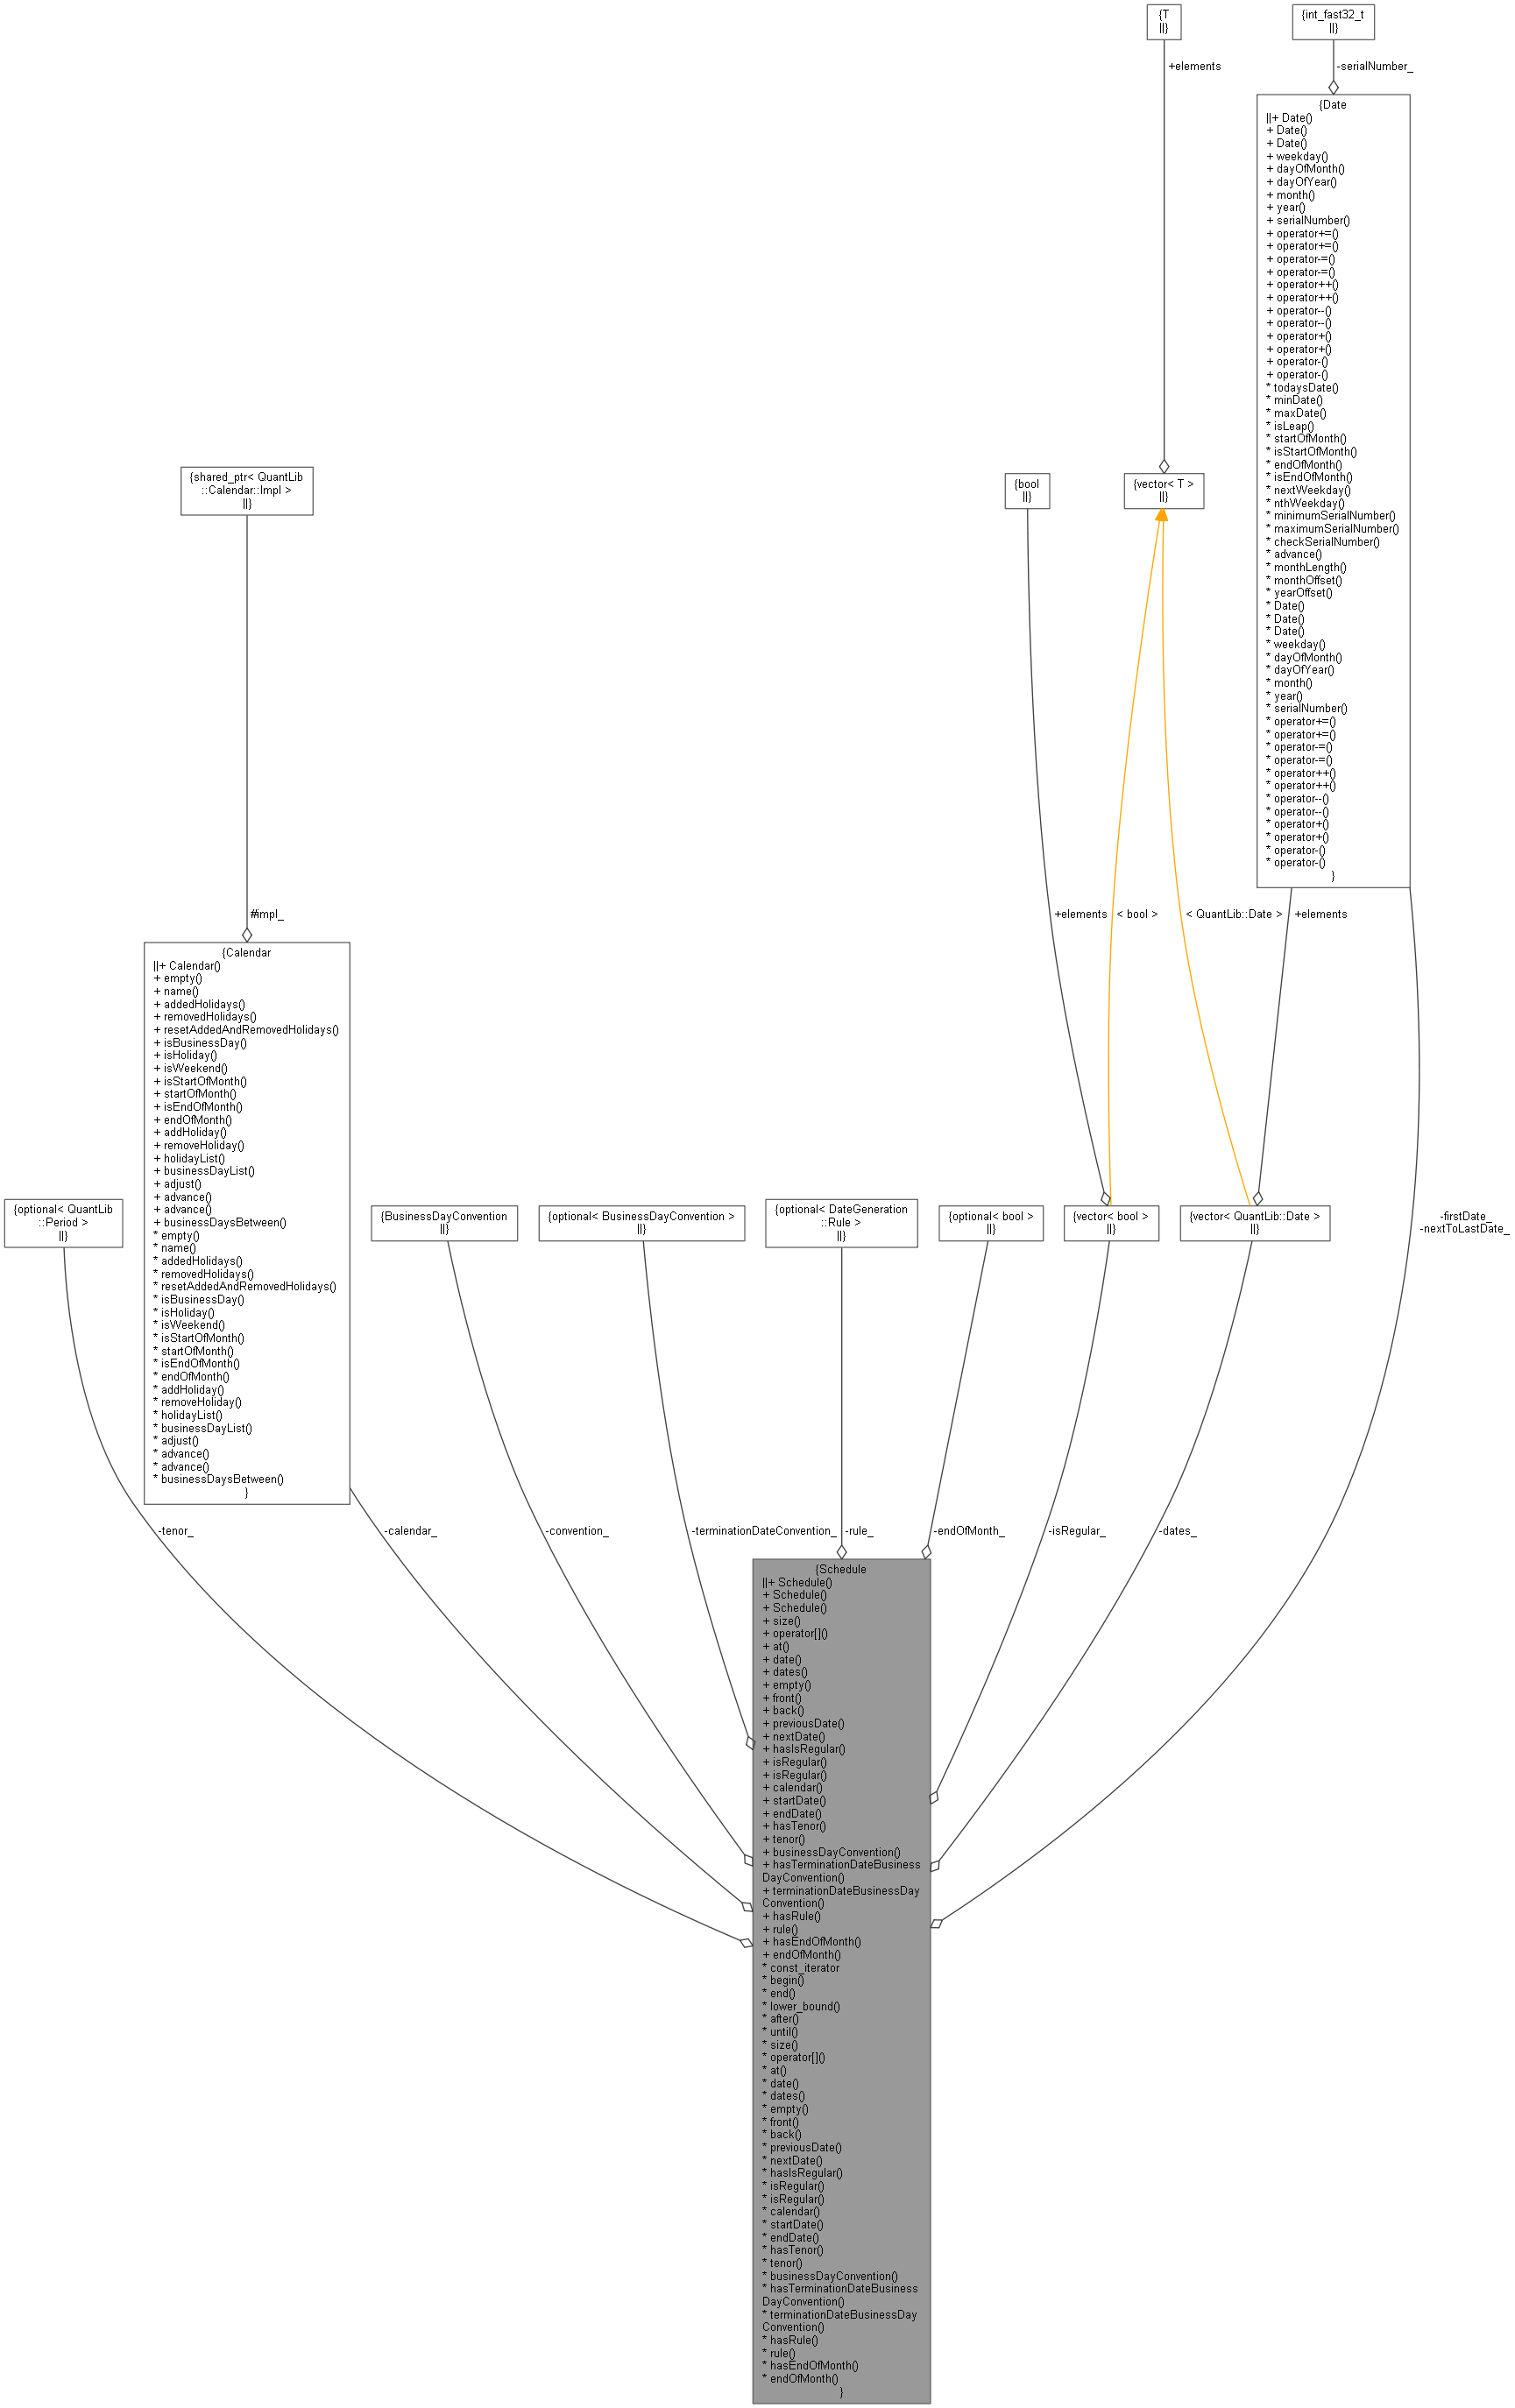 {T
||}
{int_fast32_t
||}
+elements
-serialNumber_
{Date
||+ Date()
+ Date()
+ Date()
+ weekday()
+ dayOfMonth()
+ dayOfYear()
+ month()
+ year()
+ serialNumber()
+ operator+=()
+ operator+=()
+ operator-=()
+ operator-=()
+ operator++()
+ operator++()
+ operator--()
+ operator--()
+ operator+()
+ operator+()
+ operator-()
+ operator-()
* todaysDate()
* minDate()
* maxDate()
* isLeap()
* startOfMonth()
* isStartOfMonth()
* endOfMonth()
* isEndOfMonth()
* nextWeekday()
* nthWeekday()
* minimumSerialNumber()
* maximumSerialNumber()
* checkSerialNumber()
* advance()
* monthLength()
* monthOffset()
* yearOffset()
* Date()
* Date()
* Date()
* weekday()
* dayOfMonth()
* dayOfYear()
* month()
* year()
* serialNumber()
* operator+=()
* operator+=()
* operator-=()
* operator-=()
* operator++()
* operator++()
* operator--()
* operator--()
* operator+()
* operator+()
* operator-()
* operator-()
}
{shared_ptr< QuantLib
::Calendar::Impl >
||}
{bool
||}
{vector< T >
||}
#impl_
+elements
< bool >
< QuantLib::Date >
+elements
{Calendar
||+ Calendar()
+ empty()
+ name()
+ addedHolidays()
+ removedHolidays()
+ resetAddedAndRemovedHolidays()
+ isBusinessDay()
+ isHoliday()
+ isWeekend()
+ isStartOfMonth()
+ startOfMonth()
+ isEndOfMonth()
+ endOfMonth()
+ addHoliday()
+ removeHoliday()
+ holidayList()
+ businessDayList()
+ adjust()
+ advance()
+ advance()
+ businessDaysBetween()
* empty()
* name()
* addedHolidays()
* removedHolidays()
* resetAddedAndRemovedHolidays()
* isBusinessDay()
* isHoliday()
* isWeekend()
* isStartOfMonth()
* startOfMonth()
* isEndOfMonth()
* endOfMonth()
* addHoliday()
* removeHoliday()
* holidayList()
* businessDayList()
* adjust()
* advance()
* advance()
* businessDaysBetween()
}
{optional< QuantLib
::Period >
||}
{BusinessDayConvention
||}
{optional< BusinessDayConvention >
||}
{optional< DateGeneration
::Rule >
||}
{optional< bool >
||}
{vector< bool >
||}
{vector< QuantLib::Date >
||}
-firstDate_
-nextToLastDate_
-tenor_
-calendar_
-convention_
-terminationDateConvention_
-rule_
-endOfMonth_
-isRegular_
-dates_
{Schedule
||+ Schedule()
+ Schedule()
+ Schedule()
+ size()
+ operator[]()
+ at()
+ date()
+ dates()
+ empty()
+ front()
+ back()
+ previousDate()
+ nextDate()
+ hasIsRegular()
+ isRegular()
+ isRegular()
+ calendar()
+ startDate()
+ endDate()
+ hasTenor()
+ tenor()
+ businessDayConvention()
+ hasTerminationDateBusiness
DayConvention()
+ terminationDateBusinessDay
Convention()
+ hasRule()
+ rule()
+ hasEndOfMonth()
+ endOfMonth()
* const_iterator
* begin()
* end()
* lower_bound()
* after()
* until()
* size()
* operator[]()
* at()
* date()
* dates()
* empty()
* front()
* back()
* previousDate()
* nextDate()
* hasIsRegular()
* isRegular()
* isRegular()
* calendar()
* startDate()
* endDate()
* hasTenor()
* tenor()
* businessDayConvention()
* hasTerminationDateBusiness
DayConvention()
* terminationDateBusinessDay
Convention()
* hasRule()
* rule()
* hasEndOfMonth()
* endOfMonth()
}